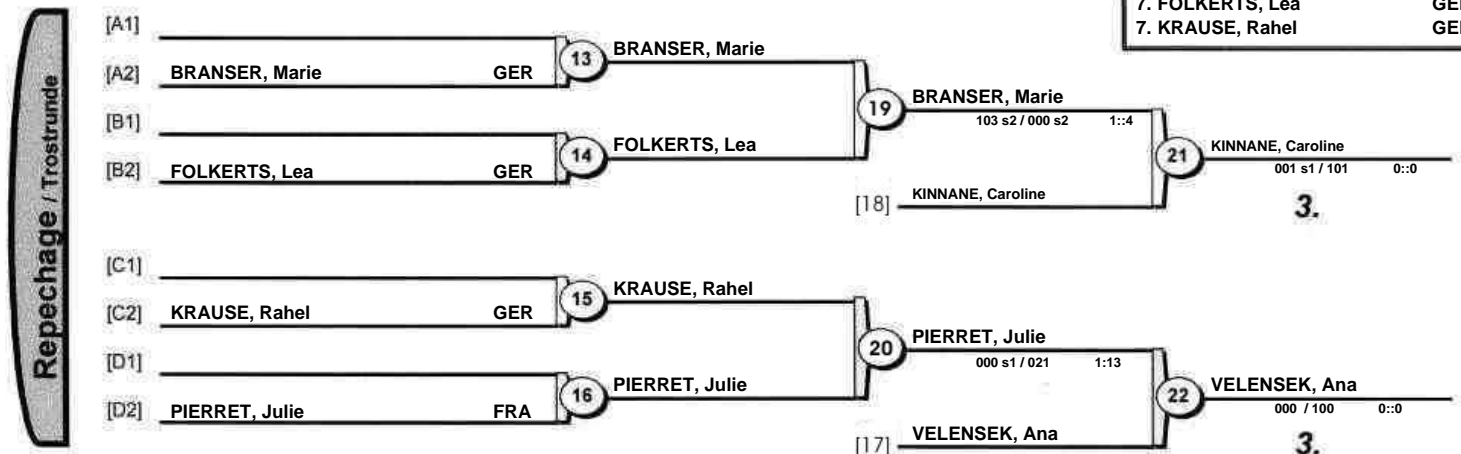 7. FOLKERTS, Lea
7. KRAUSE, Rahel
Repechage / Trostrunde
[A1]
[A2] BRANSER, Marie GER
13
BRANSER, Marie
[B1]
[B2] FOLKERTS, Lea GER
14
FOLKERTS, Lea
19
BRANSER, Marie
103 s2 / 000 s2 1::4
[18] KINNANE, Caroline
21
KINNANE, Caroline
001 s1 / 101 0::0
3.
[C1]
[C2] KRAUSE, Rahel GER
15
KRAUSE, Rahel
[D1]
[D2] PIERRET, Julie FRA
16
PIERRET, Julie
20
PIERRET, Julie
000 s1 / 021 1:13
[17] VELENSEK, Ana
22
VELENSEK, Ana
000 / 100 0::0
3.